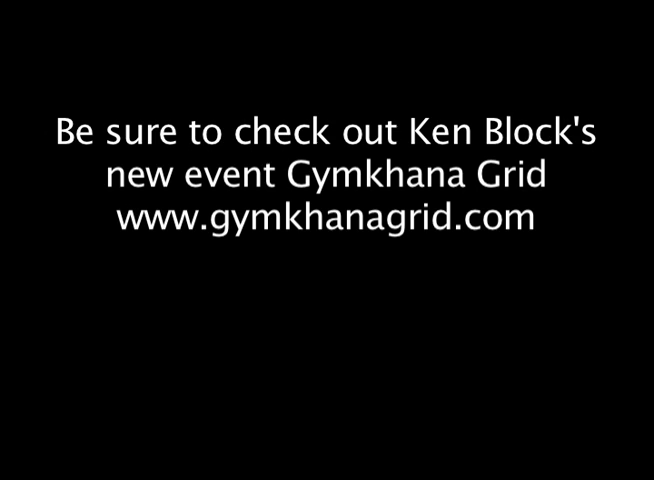 Be sure to check out Ken Block's
new event Gymkhana Grid
www.gymkhanagrid.com